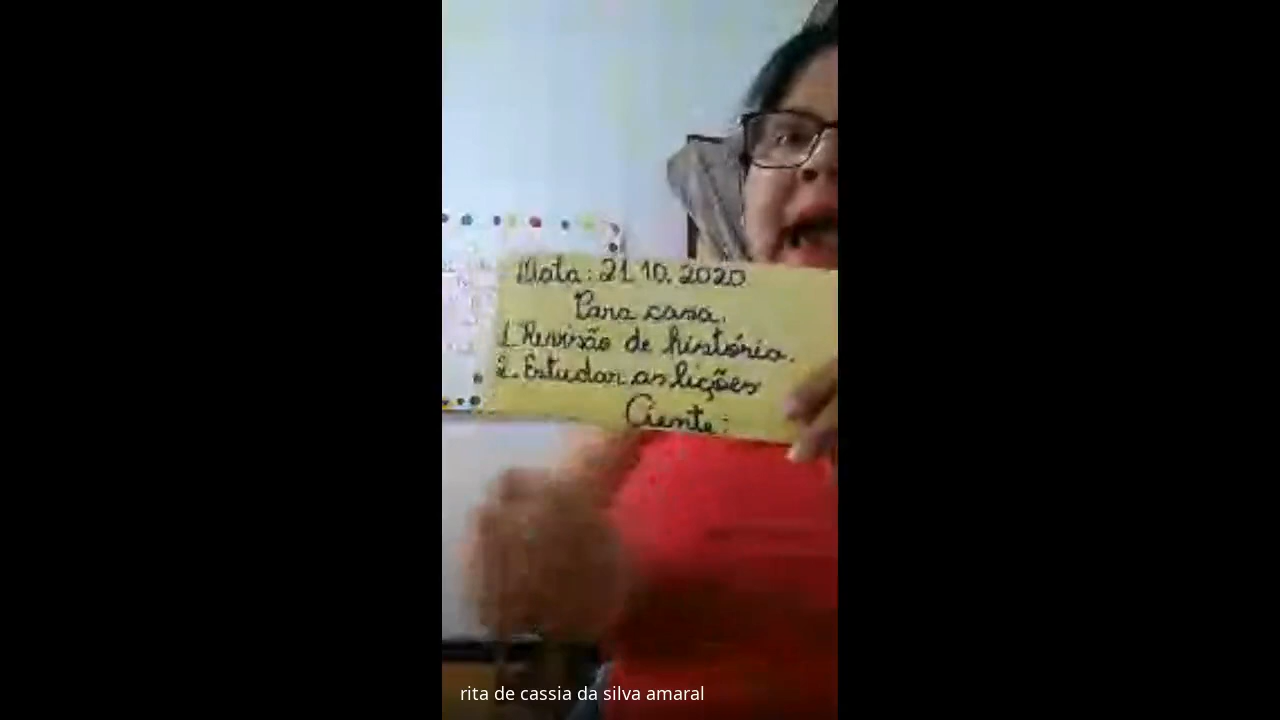 Data: 21.10.2020
Para casa.
1. Revisão de história.
2. Estudar as lições
Ciente:
rita de cassia da silva amaral